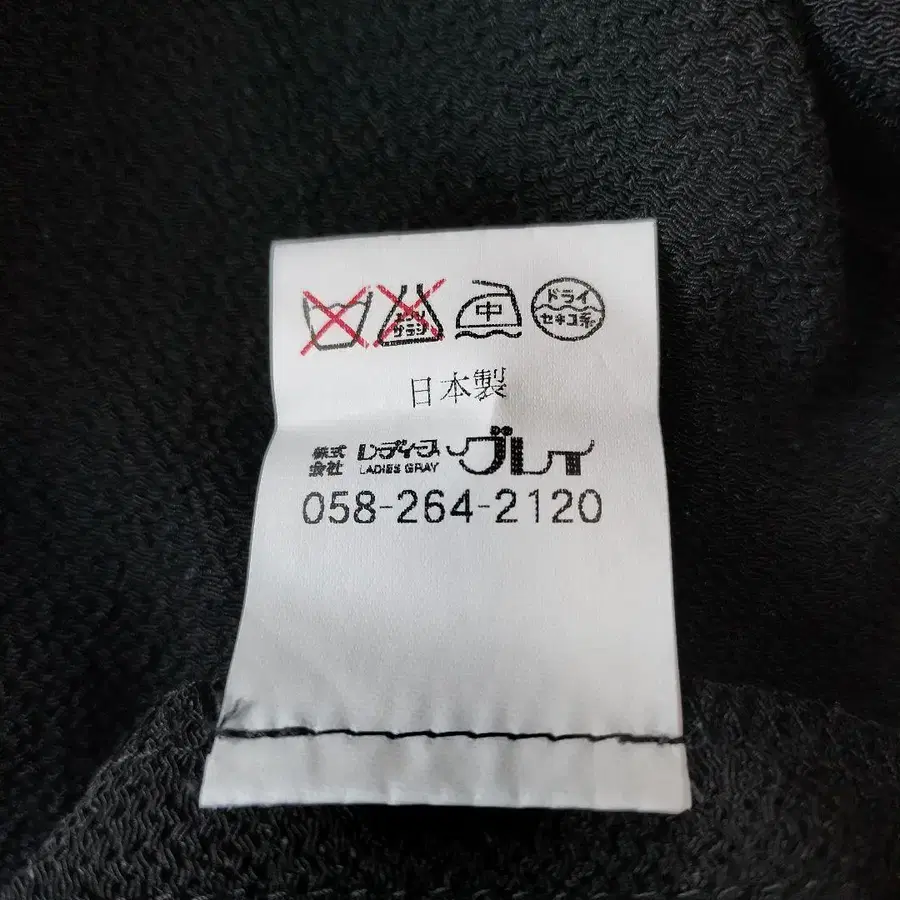 エンソ サラシ 中 ドライ セキユ系
日本製
株式会社 レディース LADIES GRAY グレイ
058-264-2120